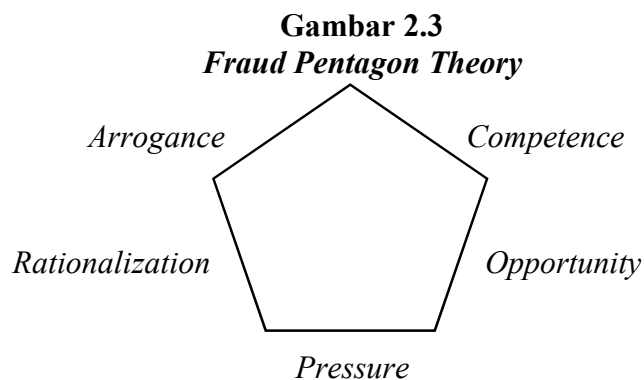 Gambar 2.3
Fraud Pentagon Theory
Arrogance
Competence
Rationalization
Opportunity
Pressure